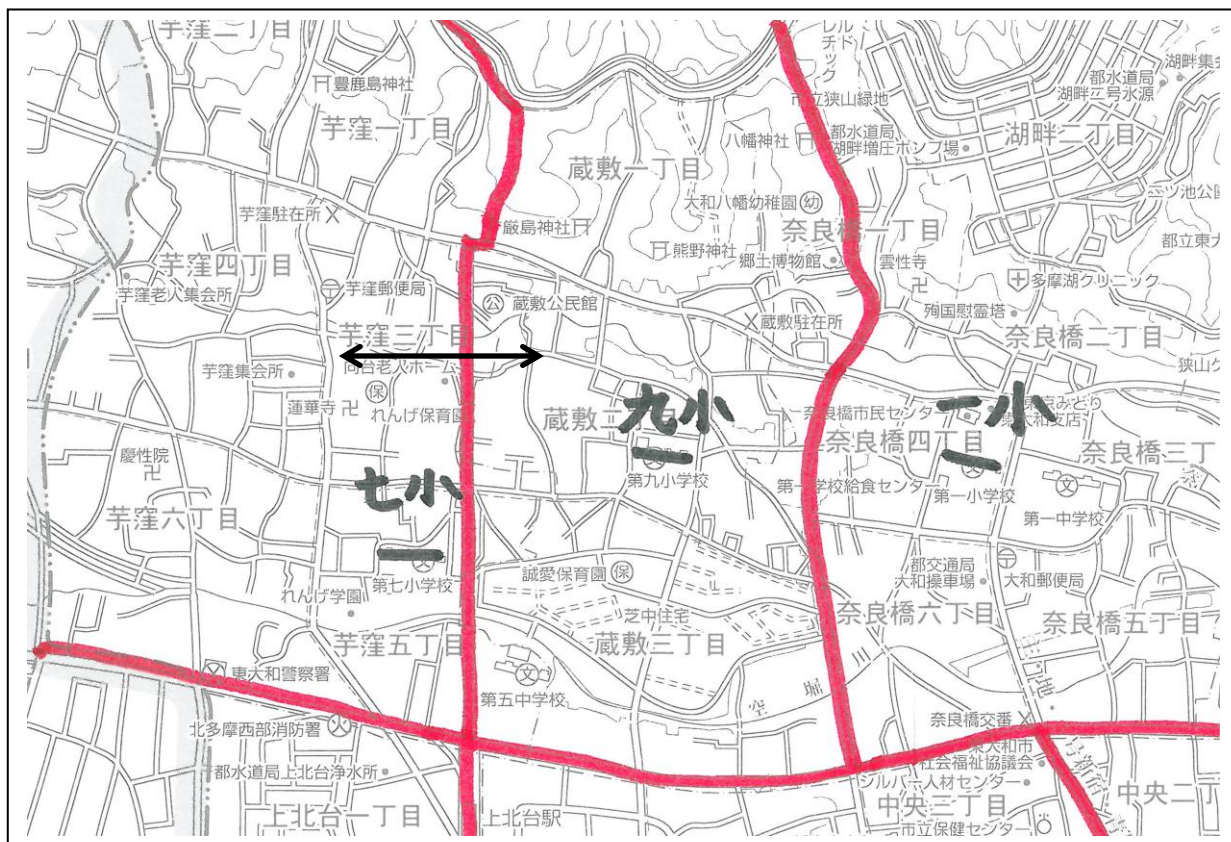 芋窪二丁目
豊鹿島神社
芋窪一丁目
市立狭山緑地
都水道局
湖畔二号水源
八幡神社
都水道局
湖畔増圧ポンプ場
湖畔二丁目
蔵敷一丁目
大和八幡幼稚園
幼
二ツ池公園
芋窪駐在所
厳島神社
熊野神社
奈良橋一丁目
郷土博物館
雲性寺
多摩湖クリニック
芋窪四丁目
芋窪老人集会所
芋窪郵便局
公
蔵敷公民館
蔵敷駐在所
殉国慰霊塔
奈良橋二丁目
芋窪三丁目
向台老人ホーム
芋窪集会所
保
れんげ保育園
蓮華寺
蔵敷二丁目
九小
奈良橋市民センター
一小
奈良橋四丁目
奈良橋三丁
慶性院
七小
第九小学校
第一学校給食センター
第一小学校
文
第一中学校
芋窪六丁目
第七小学校
誠愛保育園
保
都交通局
大和操車場
大和郵便局
れんげ学園
芝中住宅
奈良橋六丁目
奈良橋五丁目
芋窪五丁目
蔵敷三丁目
東大和警察署
文
第五中学校
空堀川
北多摩西部消防署
火
奈良橋交番
東大和市
社会福祉協議会
シルバー人材センター
都水道局上北台浄水所
上北台一丁目
上北台駅
中央三丁目
中央二丁
市立保健センター